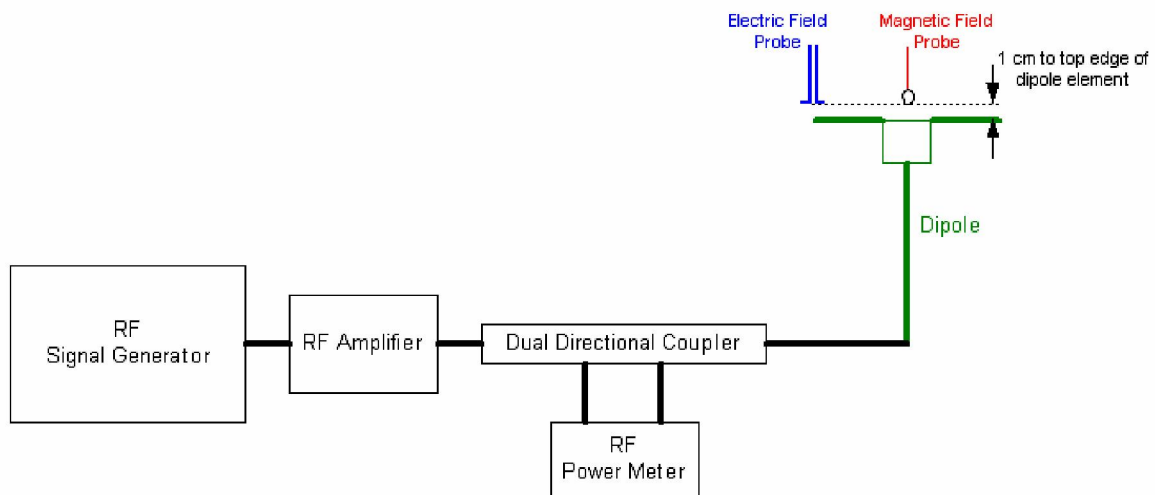 Electric Field
Probe
Magnetic Field
Probe
1 cm to top edge of
dipole element
Dipole
RF
Signal Generator
RF Amplifier
Dual Directional Coupler
RF
Power Meter